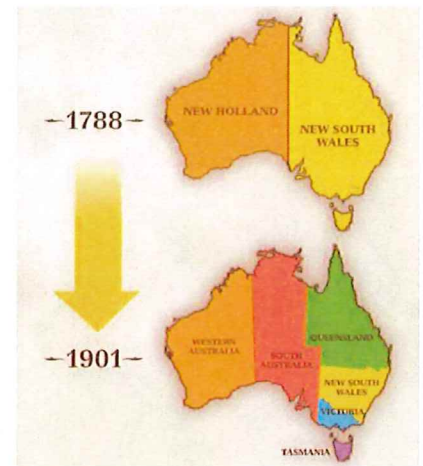 -1788-
NEW HOLLAND
NEW SOUTH
WALES
-1901-
WESTERN
AUSTRALIA
SOUTH
AUSTRALIA
QUEENSLAND
NEW SOUTH
WALES
VICTORIA
TASMANIA